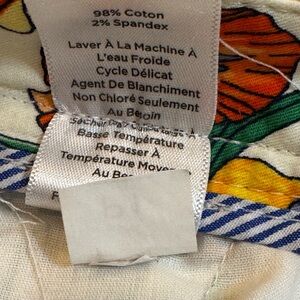 98% Coton
2% Spandex
Laver À La Machine À
L'eau Froide
Cycle Délicat
Agent De Blanchiment
Non Chloré Seulement
Au Besoin
Basse Température
Repasser À
Température
Au